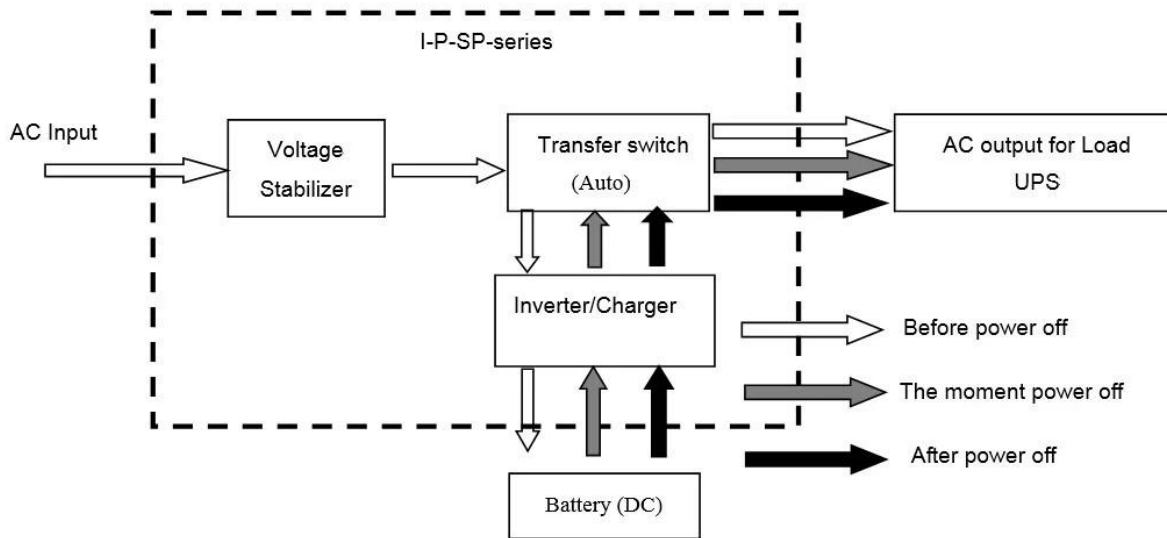 I-P-SP-series
AC Input
Voltage
Stabilizer
Transfer switch
(Auto)
AC output for Load
UPS
Inverter/Charger
Before power off
The moment power off
After power off
Battery (DC)